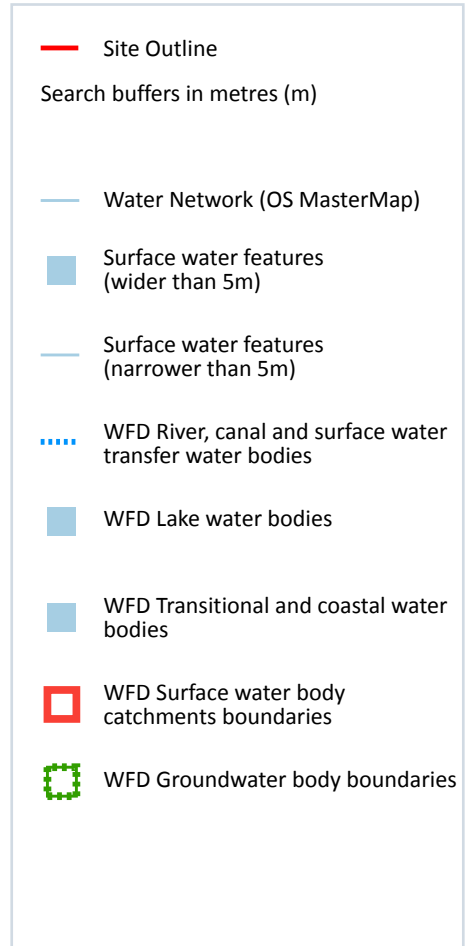 Site Outline
Search buffers in metres (m)
Water Network (OS MasterMap)
Surface water features
(wider than 5m)
Surface water features
(narrower than 5m)
WFD River, canal and surface water
transfer water bodies
WFD Lake water bodies
WFD Transitional and coastal water
bodies
WFD Surface water body
catchments boundaries
WFD Groundwater body boundaries